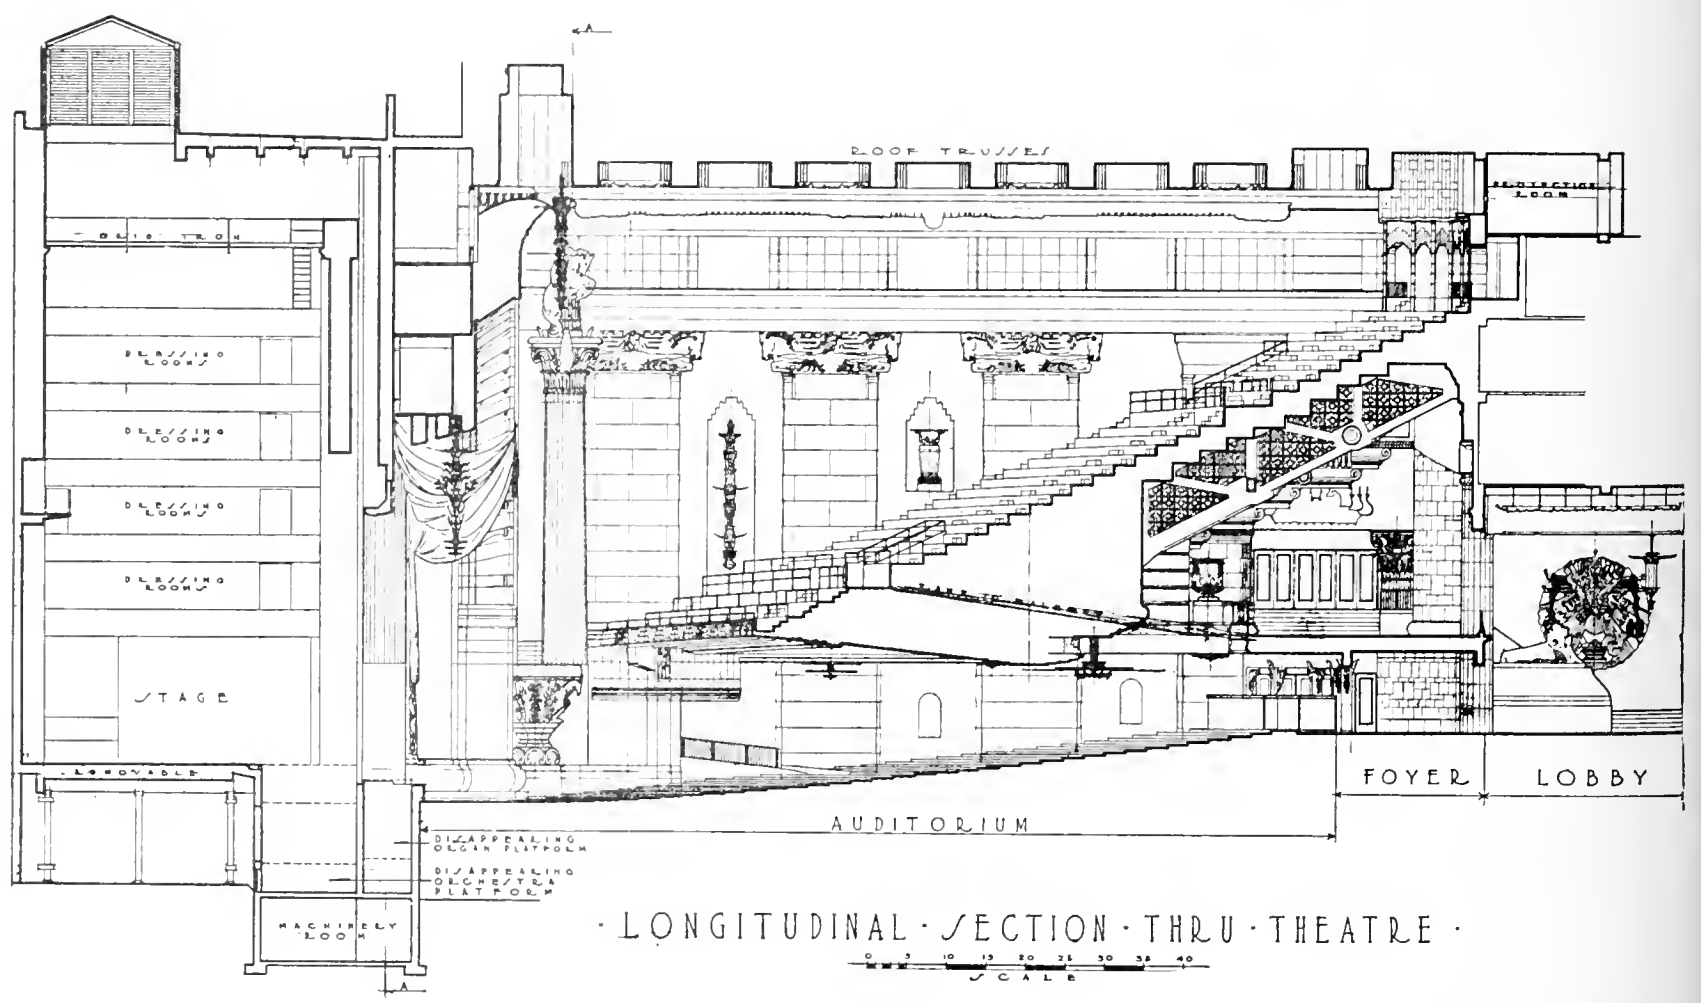 A
ROOF TRUSSES
PROJECTION
ROOM
GRIDIRON
DRESSING
ROOMS
DRESSING
ROOMS
DRESSING
ROOMS
DRESSING
ROOMS
STAGE
REMOVABLE
FOYER
LOBBY
AUDITORIUM
DISAPPEARING
ORGAN PLATFORM
DISAPPEARING
ORCHESTRA
PLATFORM
MACHINERY
ROOM
· LONGITUDINAL · SECTION · THRU · THEATRE ·
0 5 10 15 20 25 30 35 40
SCALE
A